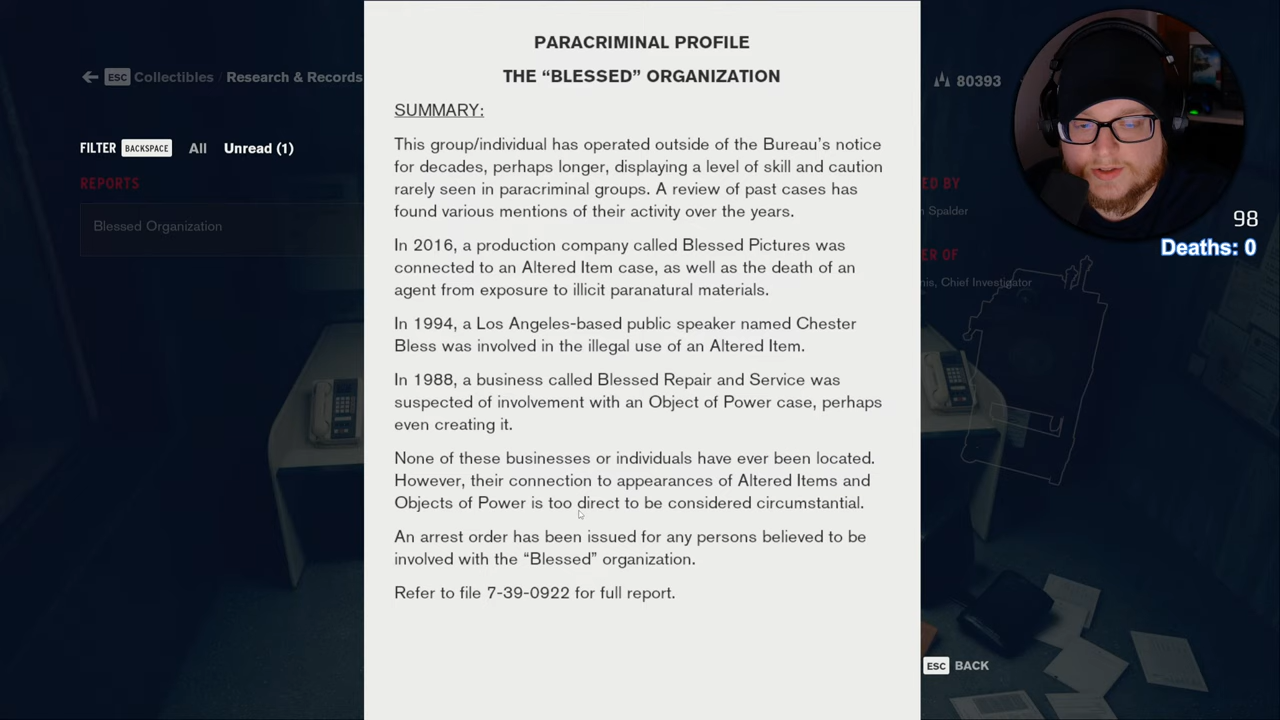 PARACRIMINAL PROFILE
THE “BLESSED” ORGANIZATION
SUMMARY:
This group/individual has operated outside of the Bureau’s notice
for decades, perhaps longer, displaying a level of skill and caution
rarely seen in paracriminal groups. A review of past cases has
found various mentions of their activity over the years.
In 2016, a production company called Blessed Pictures was
connected to an Altered Item case, as well as the death of an
agent from exposure to illicit paranatural materials.
In 1994, a Los Angeles-based public speaker named Chester
Bless was involved in the illegal use of an Altered Item.
In 1988, a business called Blessed Repair and Service was
suspected of involvement with an Object of Power case, perhaps
even creating it.
None of these businesses or individuals have ever been located.
However, their connection to appearances of Altered Items and
Objects of Power is too direct to be considered circumstantial.
An arrest order has been issued for any persons believed to be
involved with the “Blessed” organization.
Refer to file 7-39-0922 for full report.
ESC Collectibles / Research & Records
FILTER BACKSPACE All Unread (1)
REPORTS
Blessed Organization
80393
ED BY
n Spalder
ER OF
nis, Chief Investigator
98
Deaths: 0
ESC BACK